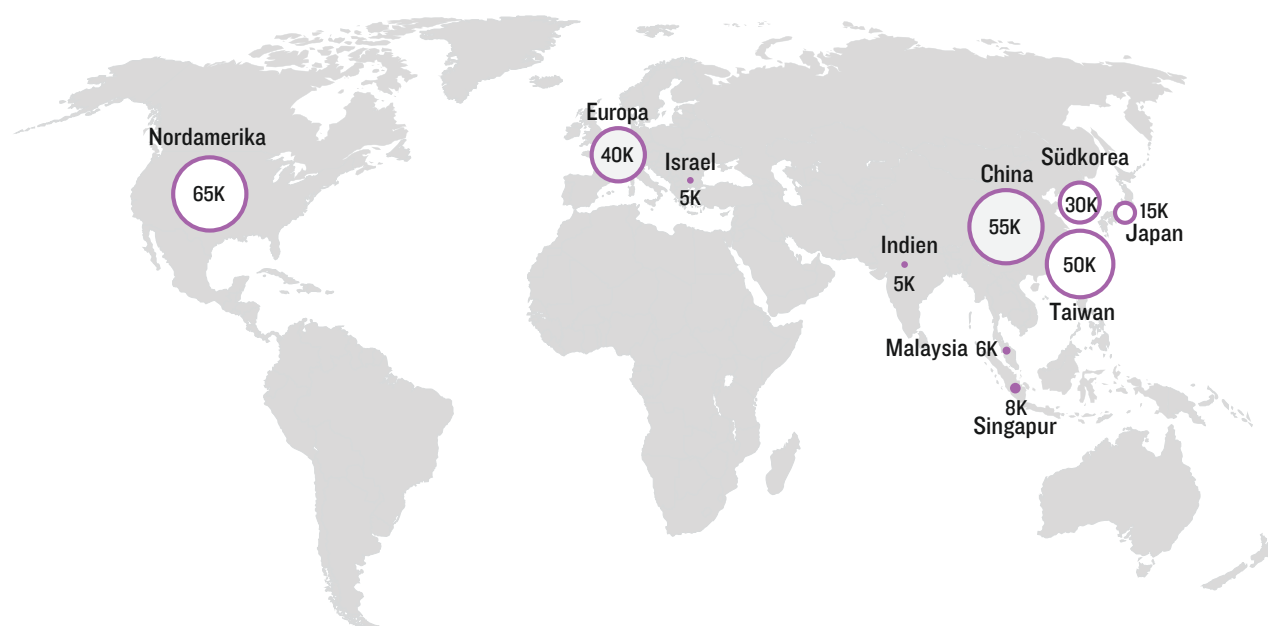 Nordamerika
65K
Europa
40K
Israel
5K
Indien
5K
China
55K
Südkorea
30K
15K
Japan
50K
Taiwan
Malaysia 6K
8K
Singapur